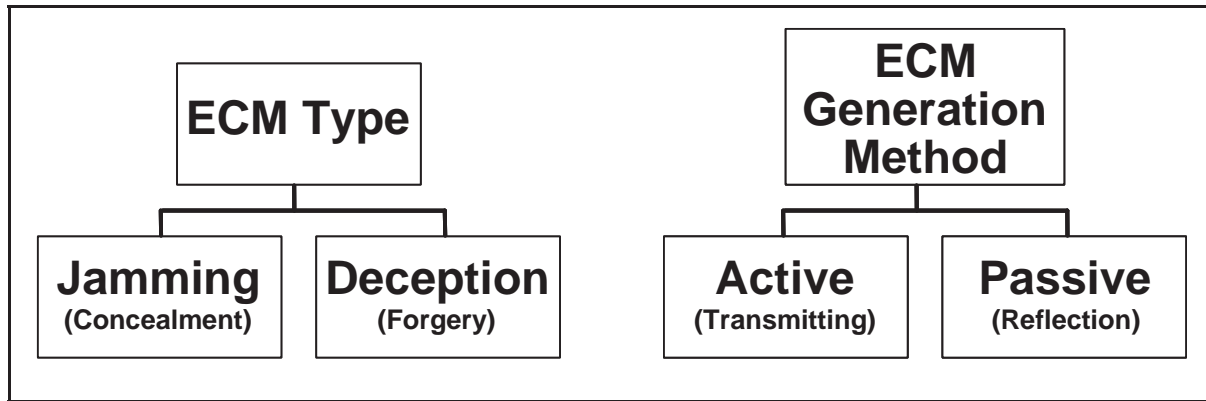 ECM Type
Jamming
(Concealment)
Deception
(Forgery)
ECM
Generation
Method
Active
(Transmitting)
Passive
(Reflection)